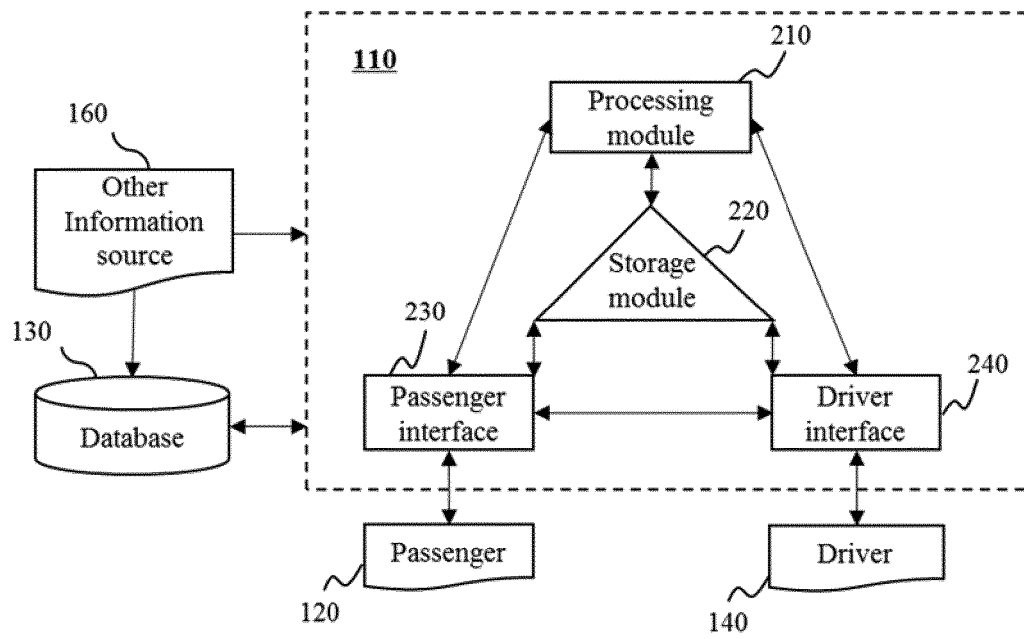 210
110
Processing
module
160
Other
Information
source
220
Storage
module
130
230
240
Database
Passenger
interface
Driver
interface
Passenger
Driver
120
140